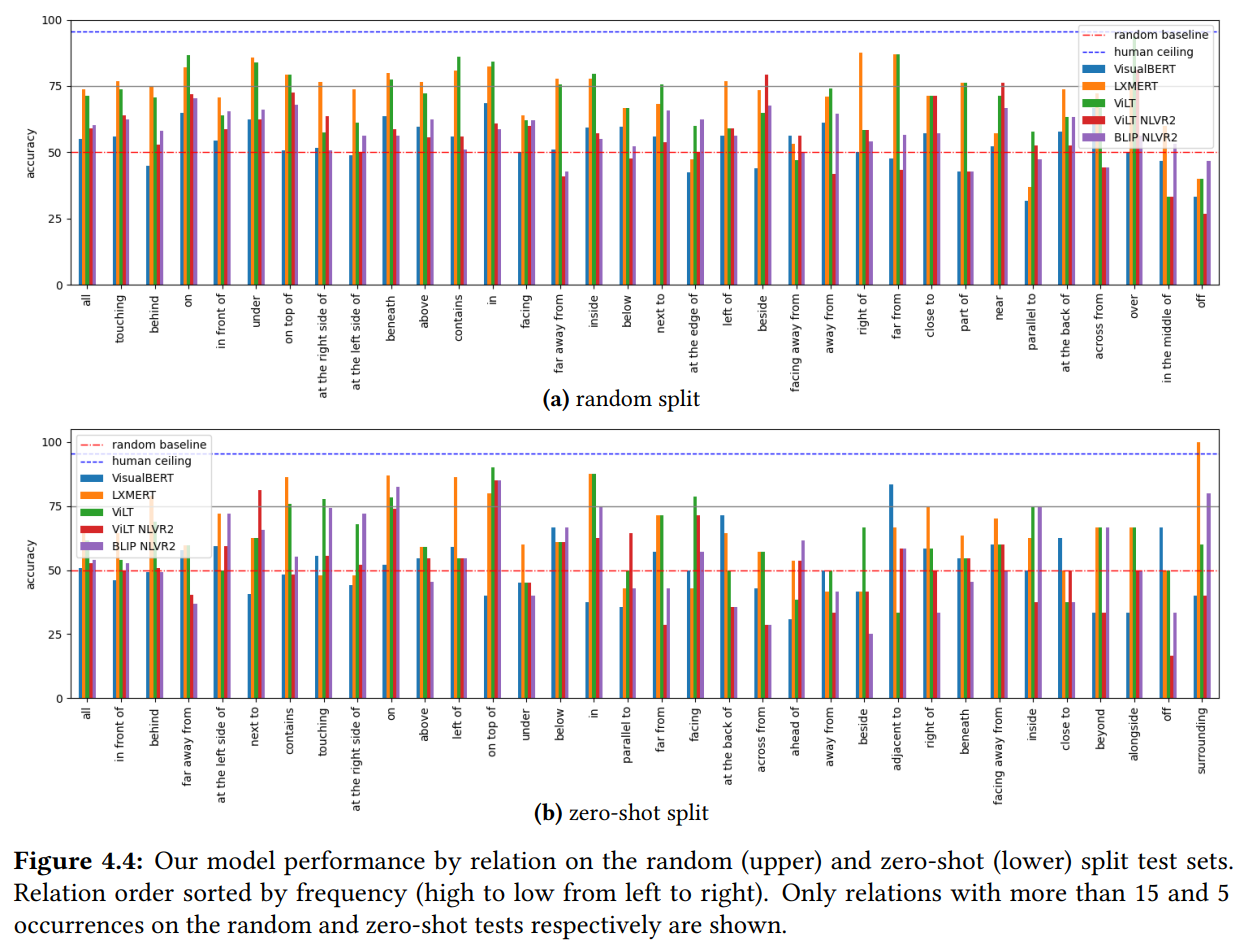 100
75
50
25
0
accuracy
random baseline
human ceiling
VisualBERT
LXMERT
ViLT
ViLT NLVR2
BLIP NLVR2
all
touching
behind
on
in front of
under
on top of
at the right side of
at the left side of
beneath
above
contains
in
facing
far away from
inside
below
next to
at the edge of
left of
beside
facing away from
away from
right of
far from
close to
part of
near
parallel to
at the back of
across from
over
in the middle of
off
(a) random split
100
75
50
25
0
accuracy
random baseline
human ceiling
VisualBERT
LXMERT
ViLT
ViLT NLVR2
BLIP NLVR2
all
in front of
behind
far away from
at the left side of
next to
contains
touching
at the right side of
on
above
left of
on top of
under
below
in
parallel to
far from
facing
at the back of
across from
ahead of
away from
beside
adjacent to
right of
beneath
facing away from
inside
close to
beyond
alongside
off
surrounding
(b) zero-shot split
Figure 4.4: Our model performance by relation on the random (upper) and zero-shot (lower) split test sets.
Relation order sorted by frequency (high to low from left to right). Only relations with more than 15 and 5
occurrences on the random and zero-shot tests respectively are shown.